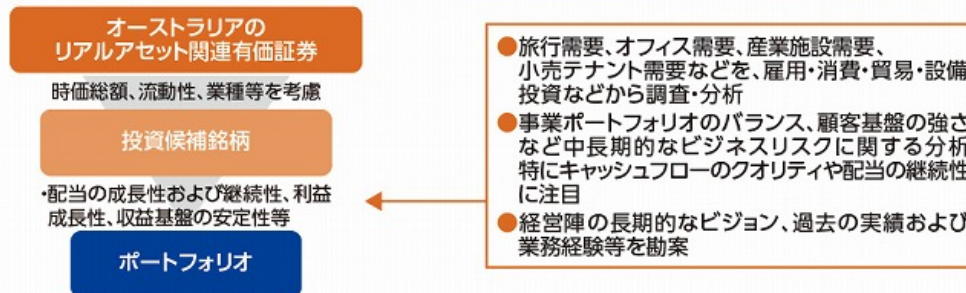 オーストラリアの
リアルアセット関連有価証券
時価総額、流動性、業種等を考慮
投資候補銘柄
・配当の成長性および継続性、利益
成長性、収益基盤の安定性等
ポートフォリオ
●旅行需要、オフィス需要、産業施設需要、
小売テナント需要などを、雇用・消費・貿易・設備
投資などから調査・分析
●事業ポートフォリオのバランス、顧客基盤の強さ
など中長期的なビジネスリスクに関する分析
特にキャッシュフローのクオリティや配当の継続性
に注目
●経営陣の長期的なビジョン、過去の実績および
業務経験等を勘案